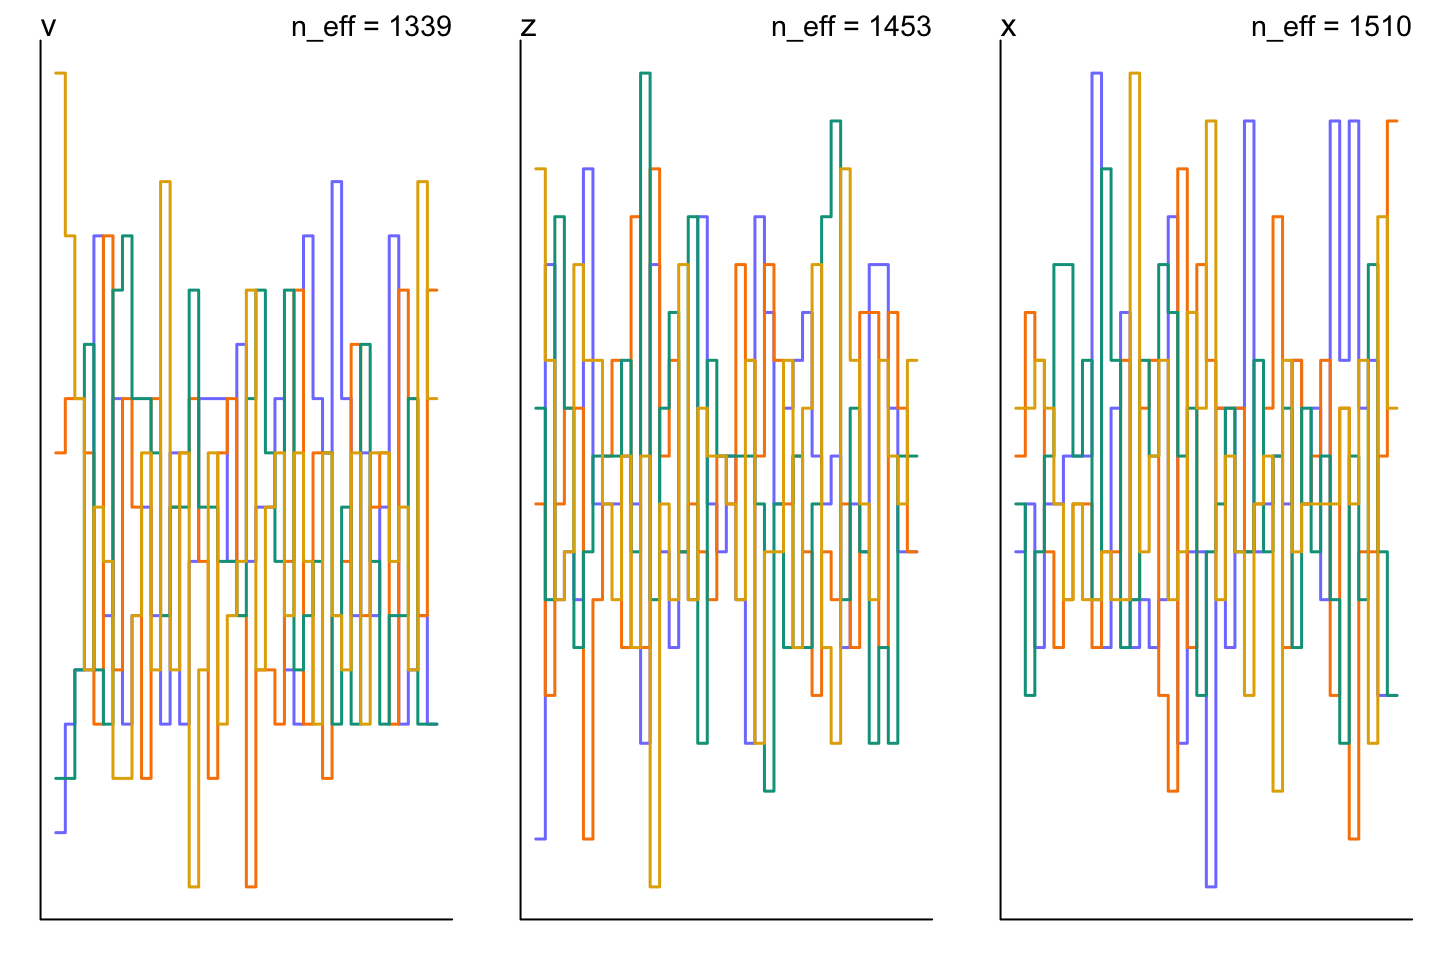 v n_eff = 1339
z n_eff = 1453
x n_eff = 1510